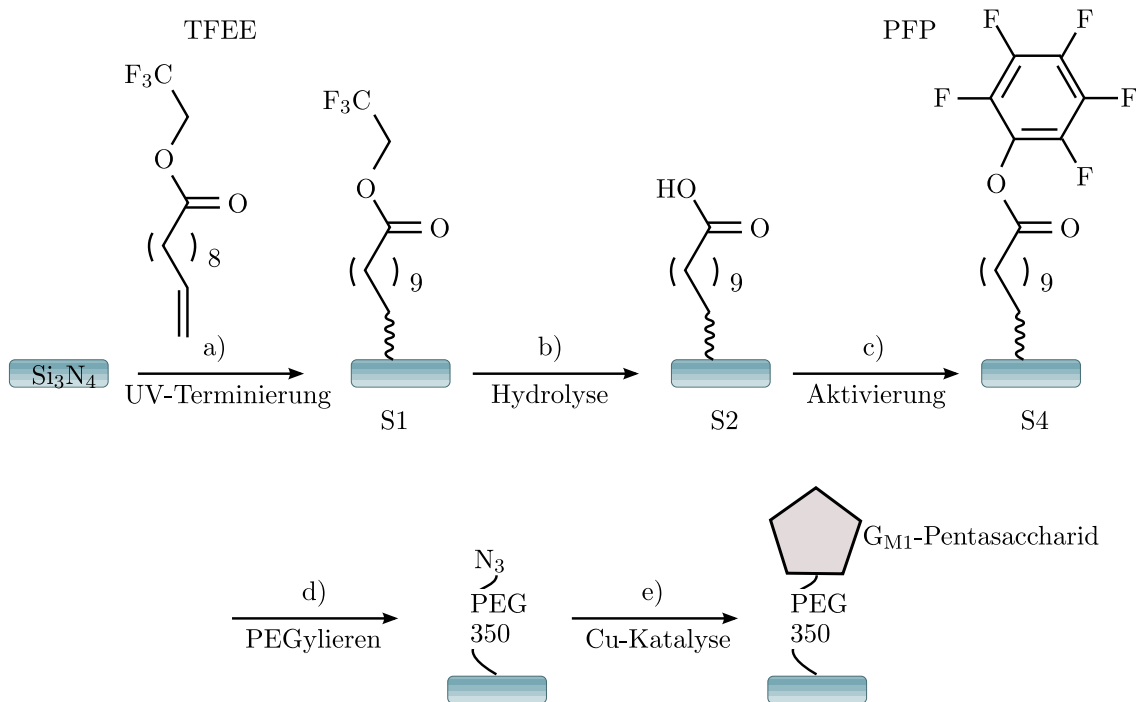 TFEE
PFP
F₃C
O
O
8
Si₃N₄
a)
UV-Terminierung
F₃C
O
O
9
S1
b)
Hydrolyse
HO
O
9
S2
c)
Aktivierung
F
F
F
F
F
O
O
9
S4
d)
PEGylieren
N₃
PEG
350
e)
Cu-Katalyse
G_M1-Pentasaccharid
PEG
350